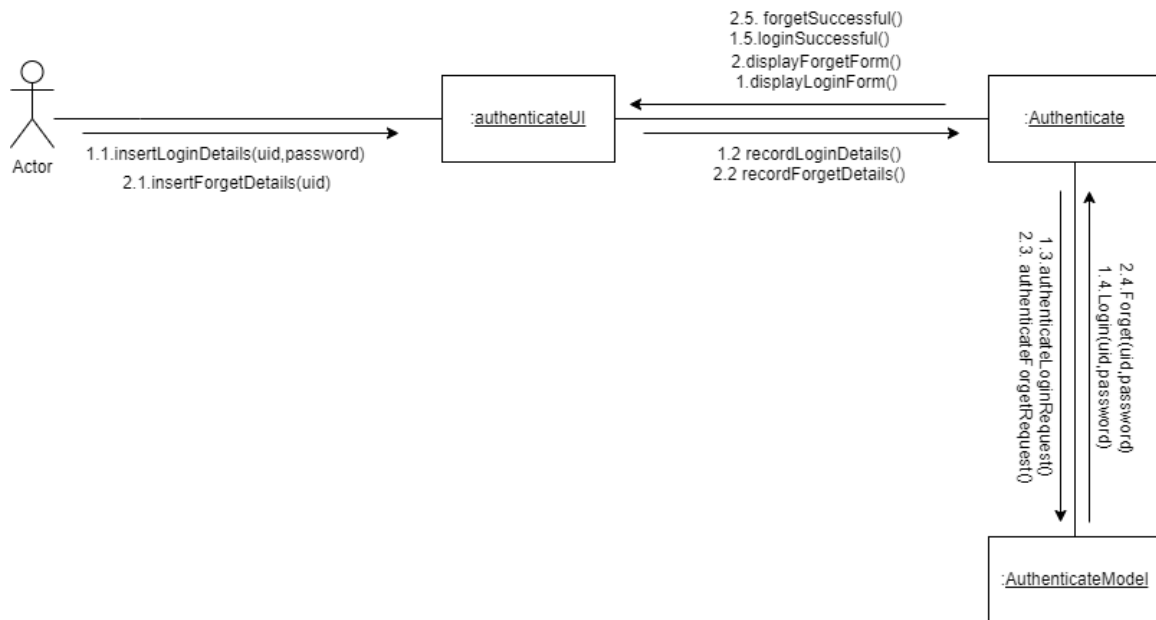 2.5. forgetSuccessful()
1.5.loginSuccessful()
2.displayForgetForm()
1.displayLoginForm()
:authenticateUI
:Authenticate
Actor
1.1.insertLoginDetails(uid,password)
2.1.insertForgetDetails(uid)
1.2 recordLoginDetails()
2.2 recordForgetDetails()
1.3.authenticateLoginRequest()
2.3. authenticateForgetRequest()
2.4.Forget(uid,password)
1.4.Login(uid,password)
:AuthenticateModel